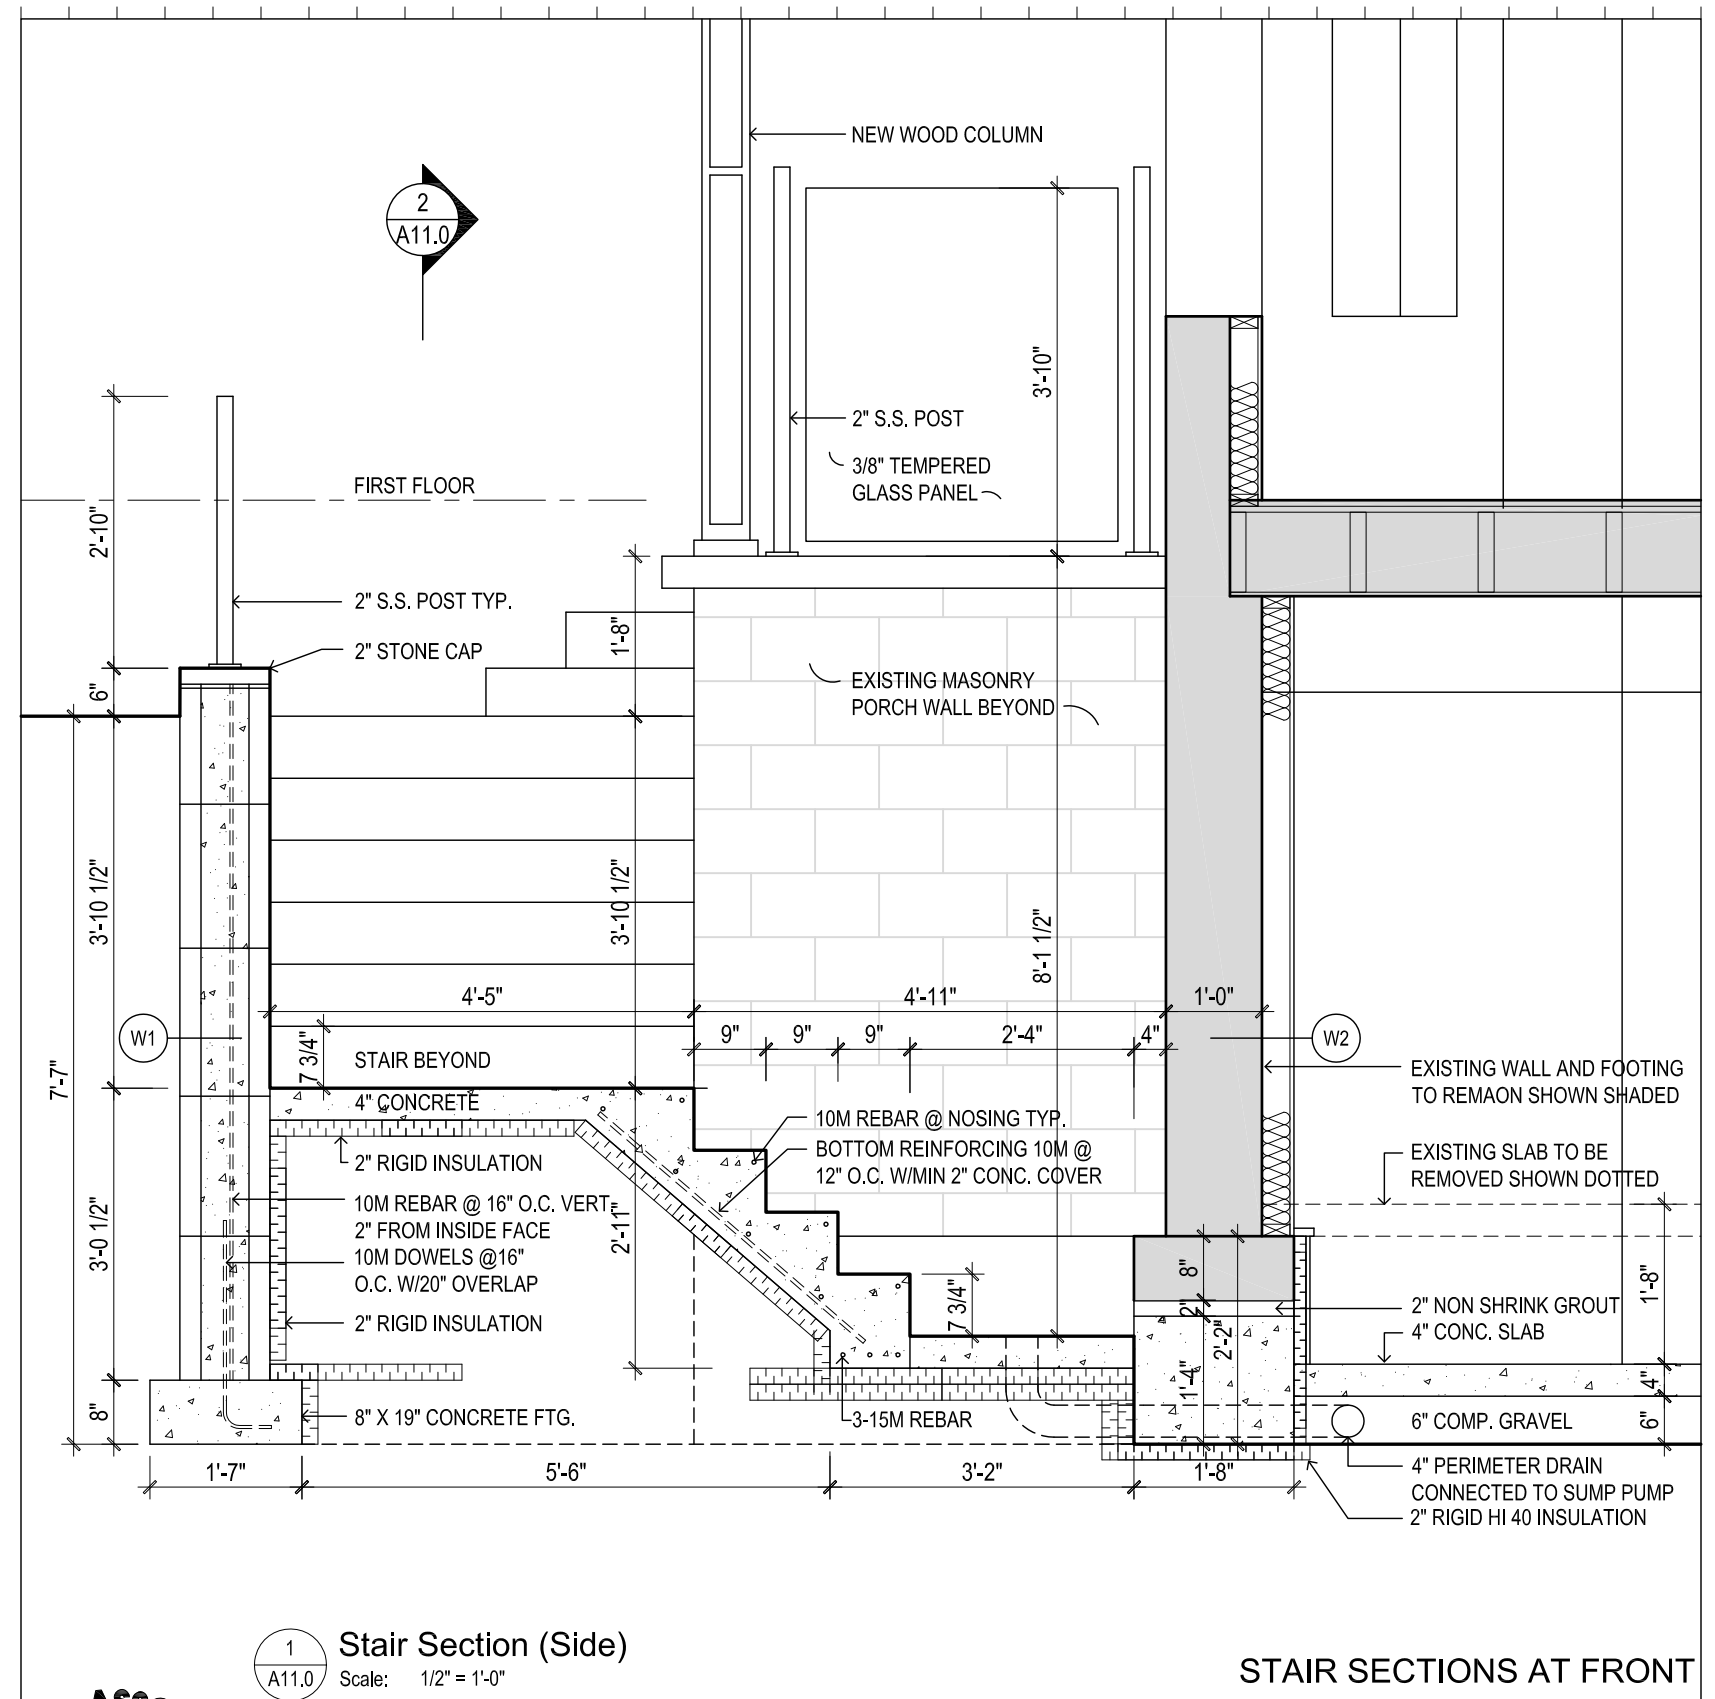 NEW WOOD COLUMN
2
A11.0
3'-10"
2" S.S. POST
3/8" TEMPERED
GLASS PANEL
FIRST FLOOR
2'-10"
2" S.S. POST TYP.
2" STONE CAP
6"
1'-8"
EXISTING MASONRY
PORCH WALL BEYOND
3'-10 1/2"
3'-10 1/2"
8'-1 1/2"
4'-5"
4'-11"
1'-0"
9"
9"
9"
2'-4"
4"
W1
W2
7 3/4"
STAIR BEYOND
7'-7"
4" CONCRETE
EXISTING WALL AND FOOTING
TO REMAON SHOWN SHADED
10M REBAR @ NOSING TYP.
BOTTOM REINFORCING 10M @
12" O.C. W/MIN 2" CONC. COVER
EXISTING SLAB TO BE
REMOVED SHOWN DOTTED
2" RIGID INSULATION
10M REBAR @ 16" O.C. VERT.
2" FROM INSIDE FACE
10M DOWELS @16"
O.C. W/20" OVERLAP
3'-0 1/2"
2'-11"
7 3/4"
8"
2"
2'-2"
1'-4"
1'-8"
2" RIGID INSULATION
2" NON SHRINK GROUT
4" CONC. SLAB
4"
8"
8" X 19" CONCRETE FTG.
3-15M REBAR
6" COMP. GRAVEL
6"
1'-7"
5'-6"
3'-2"
1'-8"
4" PERIMETER DRAIN
CONNECTED TO SUMP PUMP
2" RIGID HI 40 INSULATION
1
A11.0
Stair Section (Side)
Scale: 1/2" = 1'-0"
STAIR SECTIONS AT FRONT